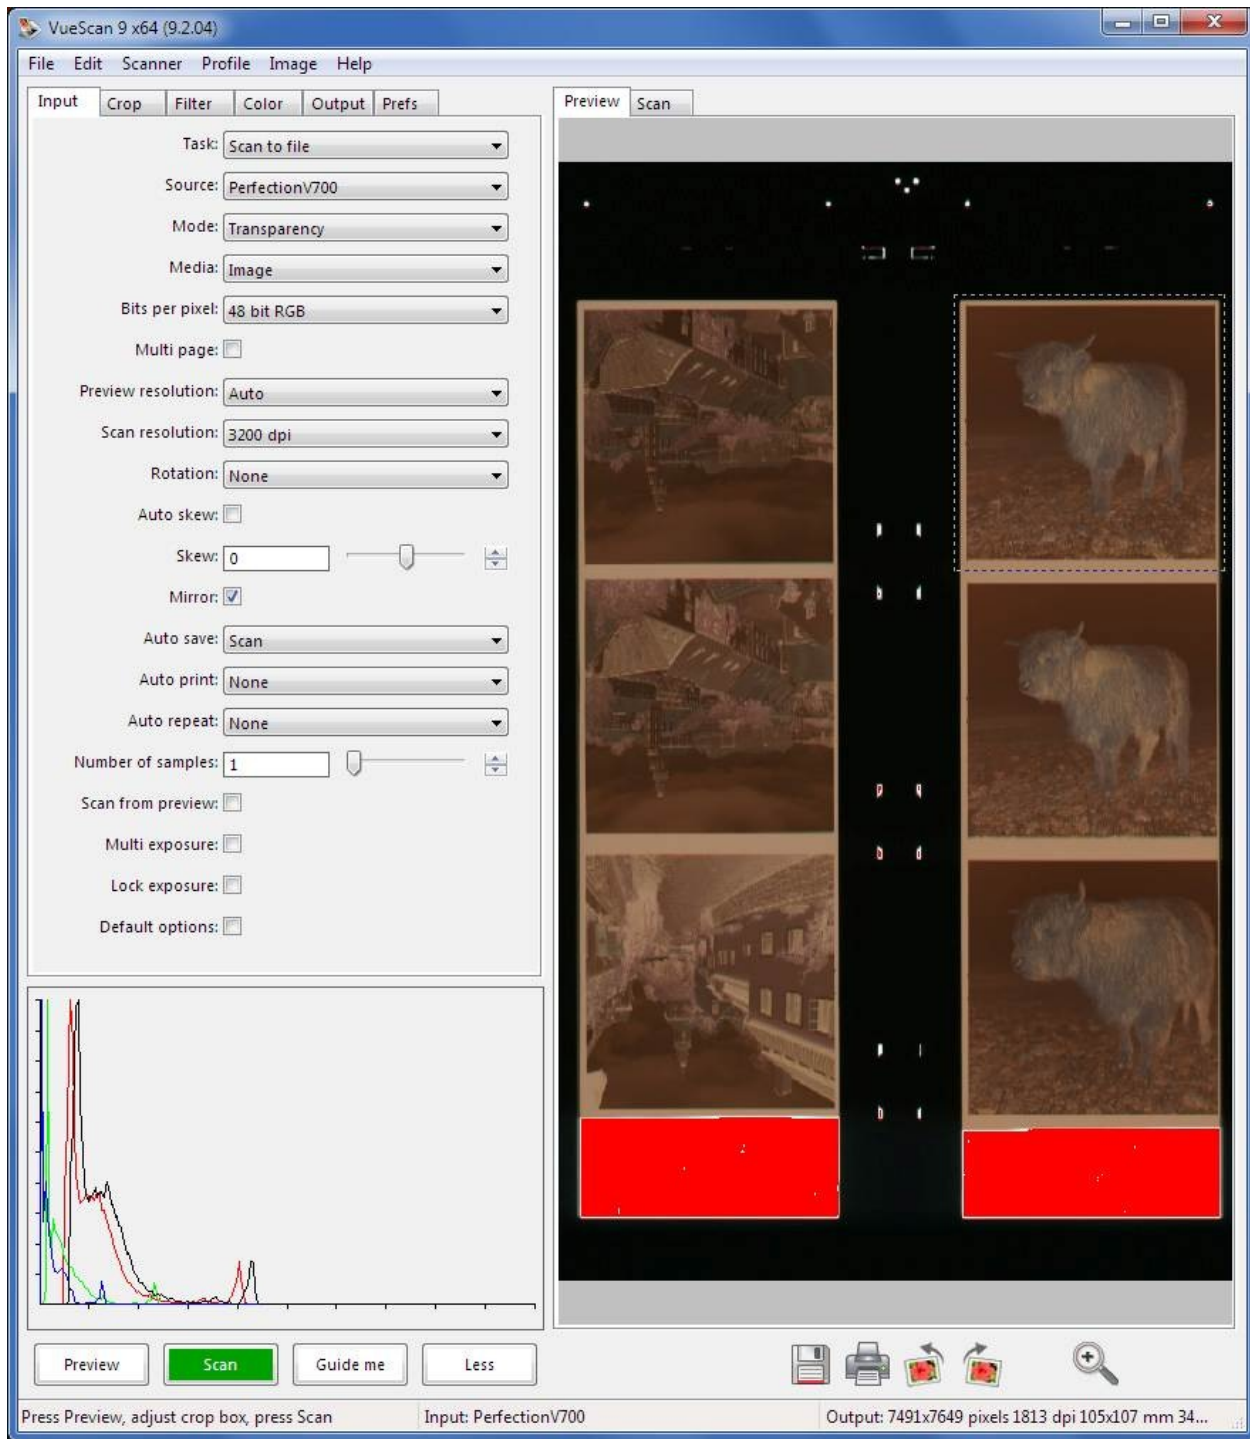 VueScan 9 x64 (9.2.04)
File Edit Scanner Profile Image Help
Input Crop Filter Color Output Prefs
Preview Scan
Task: Scan to file
Source: PerfectionV700
Mode: Transparency
Media: Image
Bits per pixel: 48 bit RGB
Multi page:
Preview resolution: Auto
Scan resolution: 3200 dpi
Rotation: None
Auto skew:
Skew: 0
Mirror:
Auto save: Scan
Auto print: None
Auto repeat: None
Number of samples: 1
Scan from preview:
Multi exposure:
Lock exposure:
Default options:
Preview Scan Guide me Less
Press Preview, adjust crop box, press Scan Input: PerfectionV700 Output: 7491x7649 pixels 1813 dpi 105x107 mm 34...